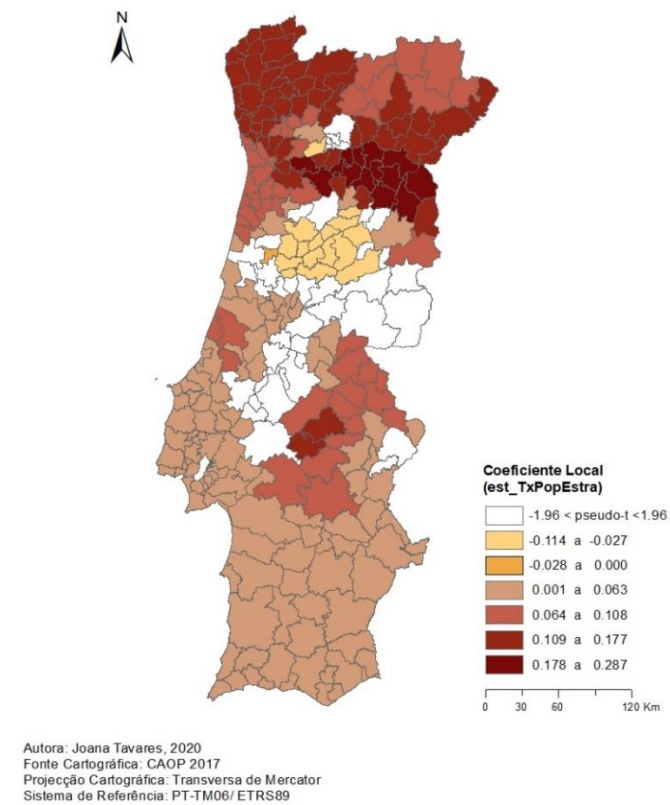 N
Coeficiente Local
(est_TxPopEstra)
-1.96 < pseudo-t <1.96
-0.114 a -0.027
-0.028 a 0.000
0.001 a 0.063
0.064 a 0.108
0.109 a 0.177
0.178 a 0.287
0 30 60 120 Km
Autora: Joana Tavares, 2020
Fonte Cartográfica: CAOP 2017
Projecção Cartográfica: Transversa de Mercator
Sistema de Referência: PT-TM06/ ETRS89